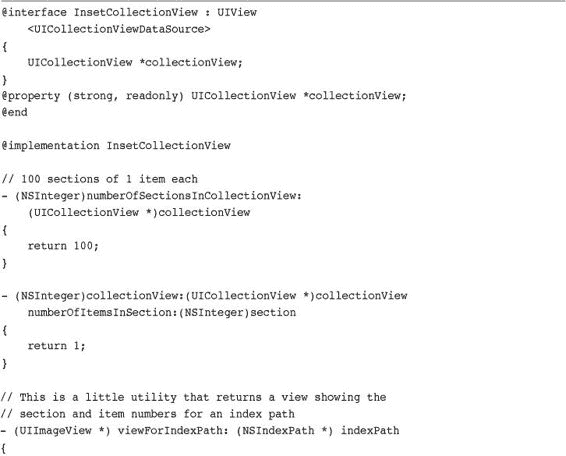 @interface InsetCollectionView : UIView
    <UICollectionViewDataSource>
{
    UICollectionView *collectionView;
}
@property (strong, readonly) UICollectionView *collectionView;
@end

@implementation InsetCollectionView

// 100 sections of 1 item each
- (NSInteger)numberOfSectionsInCollectionView:
    (UICollectionView *)collectionView
{
    return 100;
}

- (NSInteger)collectionView:(UICollectionView *)collectionView
    numberOfItemsInSection:(NSInteger)section
{
    return 1;
}

// This is a little utility that returns a view showing the
// section and item numbers for an index path
- (UIImageView *) viewForIndexPath: (NSIndexPath *) indexPath
{